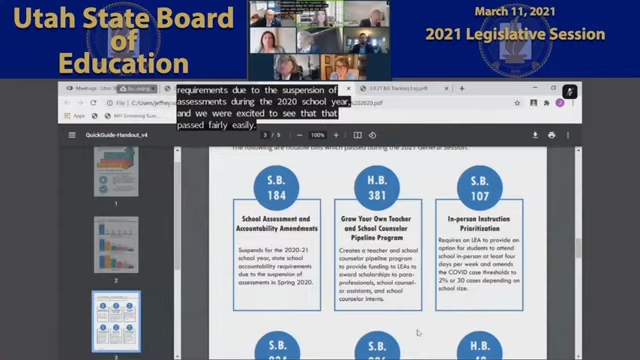 Utah State Board
of
Education
March 11, 2021
2021 Legislative Session
requirements due to the suspension of
assessments during the 2020 school year,
and we were excited to see that that
passed fairly easily.
QuickGuide-Handout_v4
3 / 5
100%
The following are notable bills which passed during the 2021 General Session:
S.B.
184
School Assessment and
Accountability Amendments
Suspends for the 2020-21
school year, state school
accountability requirements
due to the suspension of
assessments in Spring 2020.
H.B.
381
Grow Your Own Teacher
and School Counselor
Pipeline Program
Creates a teacher and school
counselor pipeline program
to provide funding to LEAs to
award scholarships to para-
professionals, school counsel-
or assistants, and school
counselor interns.
S.B.
107
In-person Instruction
Prioritization
Requires an LEA to provide an
option for students to attend
school in-person at least four
days per week and amends
the COVID case thresholds to
2% or 30 cases depending on
school size.
1
2
3
S.B.
S.B.
H.B.